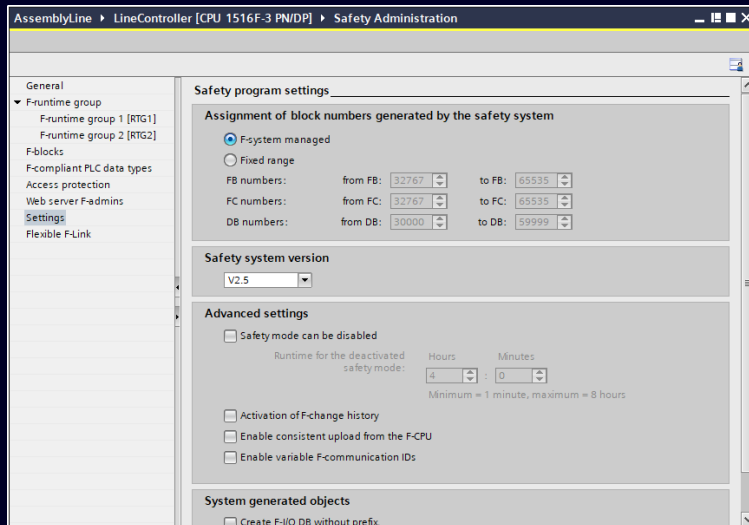 AssemblyLine ▸ LineController [CPU 1516F-3 PN/DP] ▸ Safety Administration
General
F-runtime group
F-runtime group 1 [RTG1]
F-runtime group 2 [RTG2]
F-blocks
F-compliant PLC data types
Access protection
Web server F-admins
Settings
Flexible F-Link
Safety program settings
Assignment of block numbers generated by the safety system
F-system managed
Fixed range
FB numbers: from FB: 32767 to FB: 65535
FC numbers: from FC: 32767 to FC: 65535
DB numbers: from DB: 30000 to DB: 59999
Safety system version
V2.5
Advanced settings
Safety mode can be disabled
Runtime for the deactivated Hours Minutes
safety mode: 4 : 0
Minimum = 1 minute, maximum = 8 hours
Activation of F-change history
Enable consistent upload from the F-CPU
Enable variable F-communication IDs
System generated objects
Create F-I/O DB without prefix.